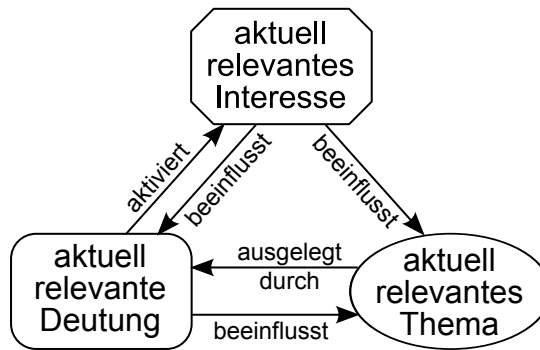 aktuell
relevantes
Interesse
aktiviert
beeinflusst
beeinflusst
aktuell
relevante
Deutung
ausgelegt
durch
beeinflusst
aktuell
relevantes
Thema